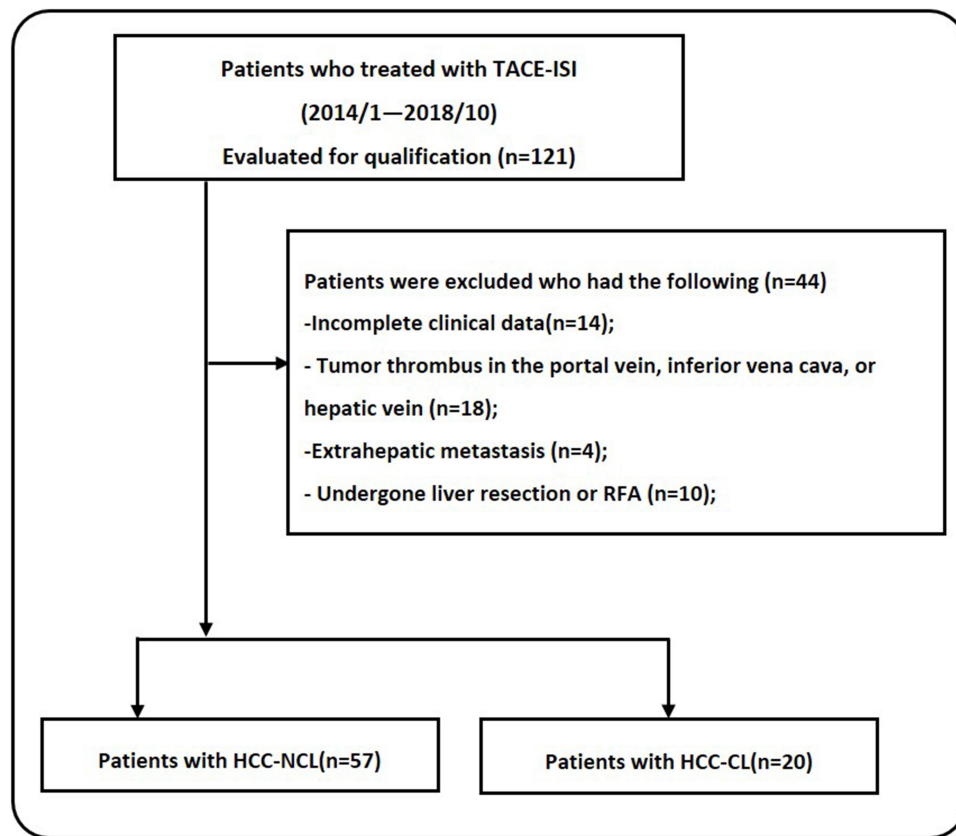 Patients who treated with TACE-ISI
(2014/1—2018/10)
Evaluated for qualification (n=121)
Patients were excluded who had the following (n=44)
-Incomplete clinical data(n=14);
- Tumor thrombus in the portal vein, inferior vena cava, or
hepatic vein (n=18);
-Extrahepatic metastasis (n=4);
- Undergone liver resection or RFA (n=10);
Patients with HCC-NCL(n=57)
Patients with HCC-CL(n=20)